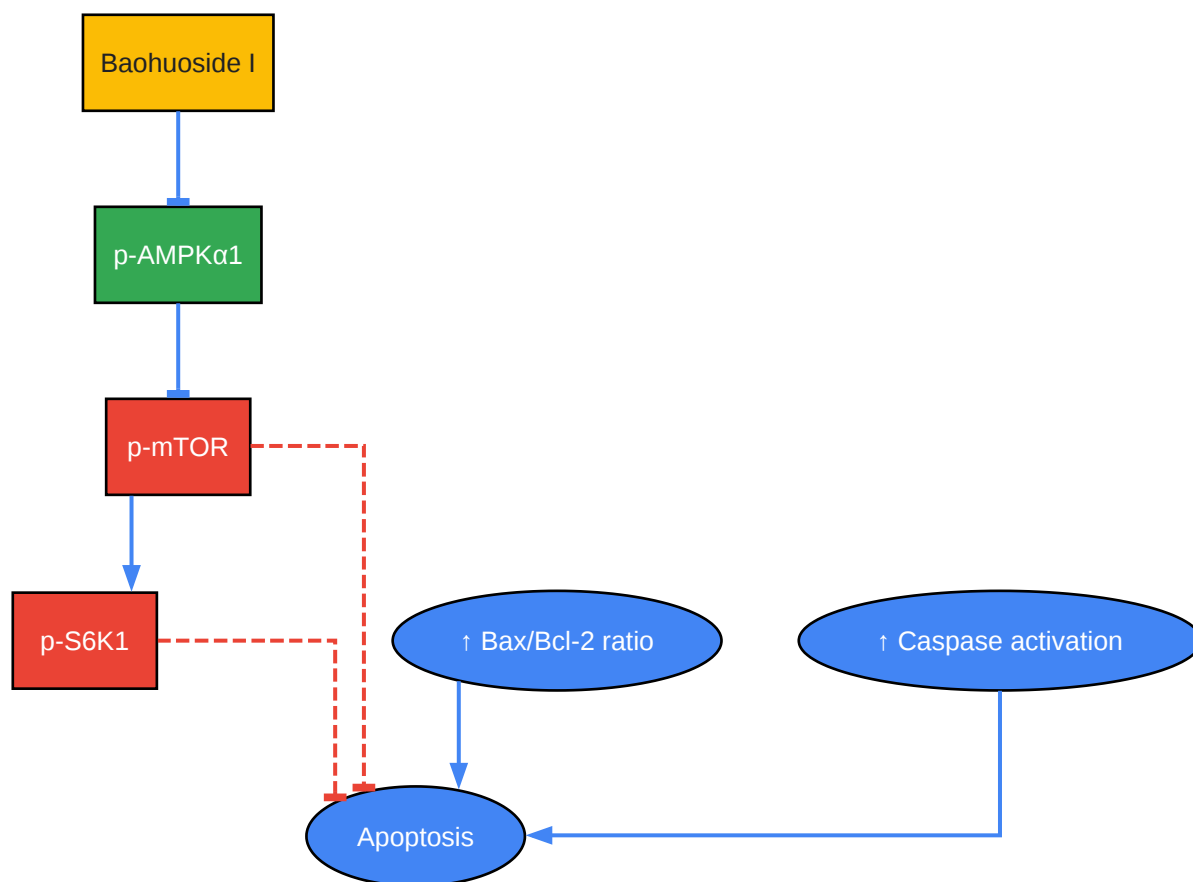 Baohuoside I
p-AMPKα1
p-mTOR
p-S6K1
↑ Bax/Bcl-2 ratio
↑ Caspase activation
Apoptosis